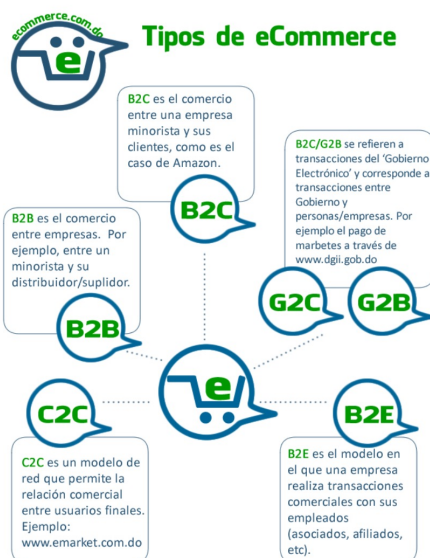 ecommerce.com.do
e
Tipos de eCommerce
B2C es el comercio
entre una empresa
minorista y sus
clientes, como es el
caso de Amazon.
B2C
B2C/G2B se refieren a
transacciones del ‘Gobierno
Electrónico’ y corresponde a
transacciones entre
Gobierno y
personas/empresas. Por
ejemplo el pago de
marbetes a través de
www.dgii.gob.do
G2C
G2B
B2B es el comercio
entre empresas. Por
ejemplo, entre un
minorista y su
distribuidor/suplidor.
B2B
e
C2C
C2C es un modelo de
red que permite la
relación comercial
entre usuarios finales.
Ejemplo:
www.emarket.com.do
B2E
B2E es el modelo en
el que una empresa
realiza transacciones
comerciales con sus
empleados
(asociados, afiliados,
etc).